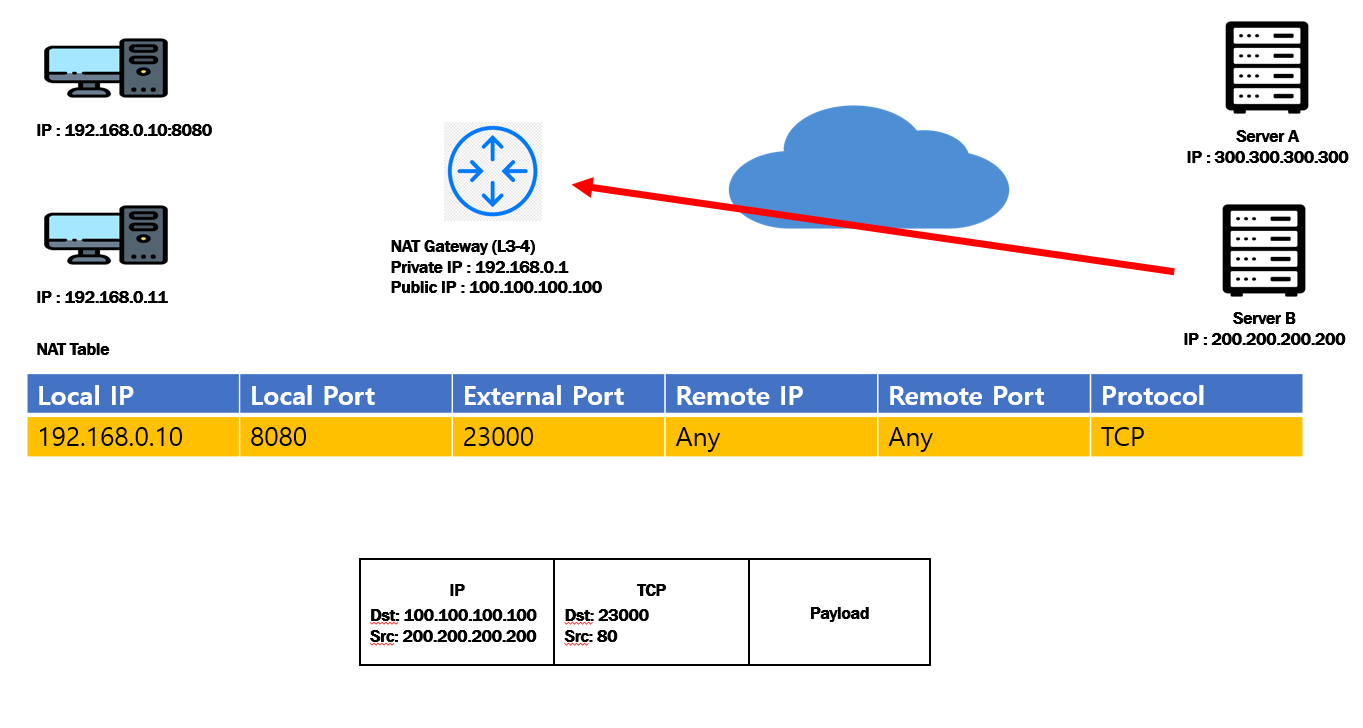 IP : 192.168.0.10:8080
Server A
IP : 300.300.300.300
NAT Gateway (L3-4)
Private IP : 192.168.0.1
Public IP : 100.100.100.100
IP : 192.168.0.11
Server B
IP : 200.200.200.200
NAT Table
Local IP Local Port External Port Remote IP Remote Port Protocol
192.168.0.10 8080 23000 Any Any TCP
IP TCP
Dst: 100.100.100.100 Dst: 23000
Payload
Src: 200.200.200.200 Src: 80